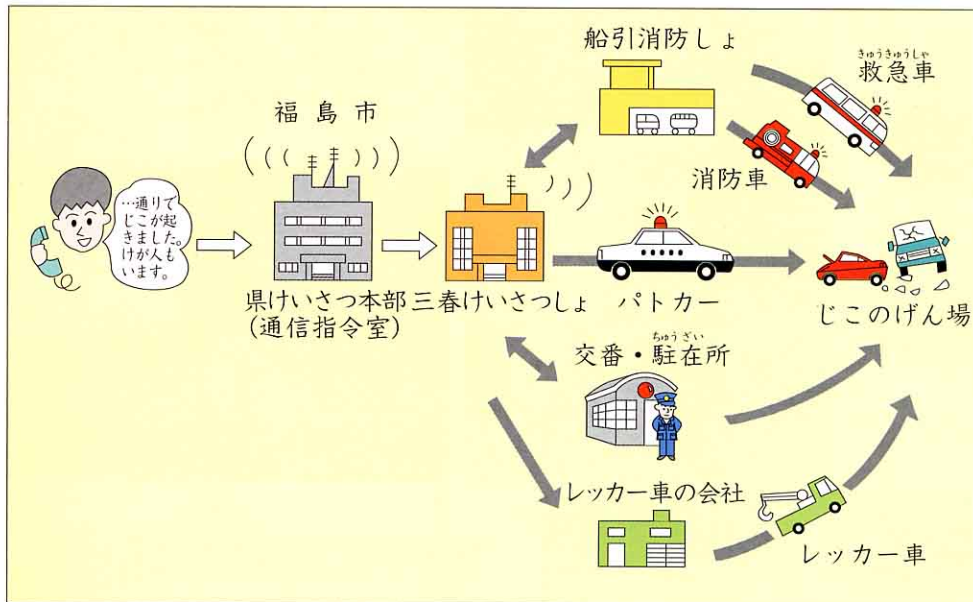 船引消防しょ
きゅうきゅうしゃ
救急車
福島市
消防車
…通りで
じこが起
きました。
けが人も
います。
県けいさつ本部
(通信指令室)
三春けいさつしょ
パトカー
じこのげん場
ちゅうざい
交番・駐在所
レッカー車の会社
レッカー車